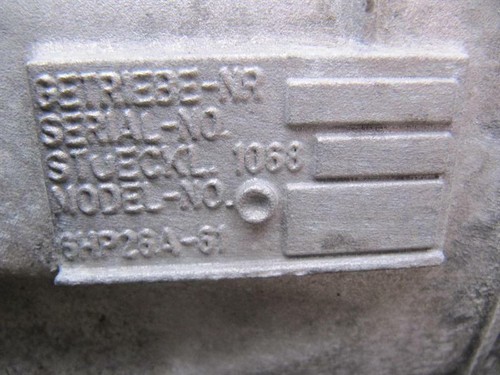 GETRIEBE-NR
SERIAL-NO.
STUECKL. 1068
MODEL-NO.
6HP26A-61